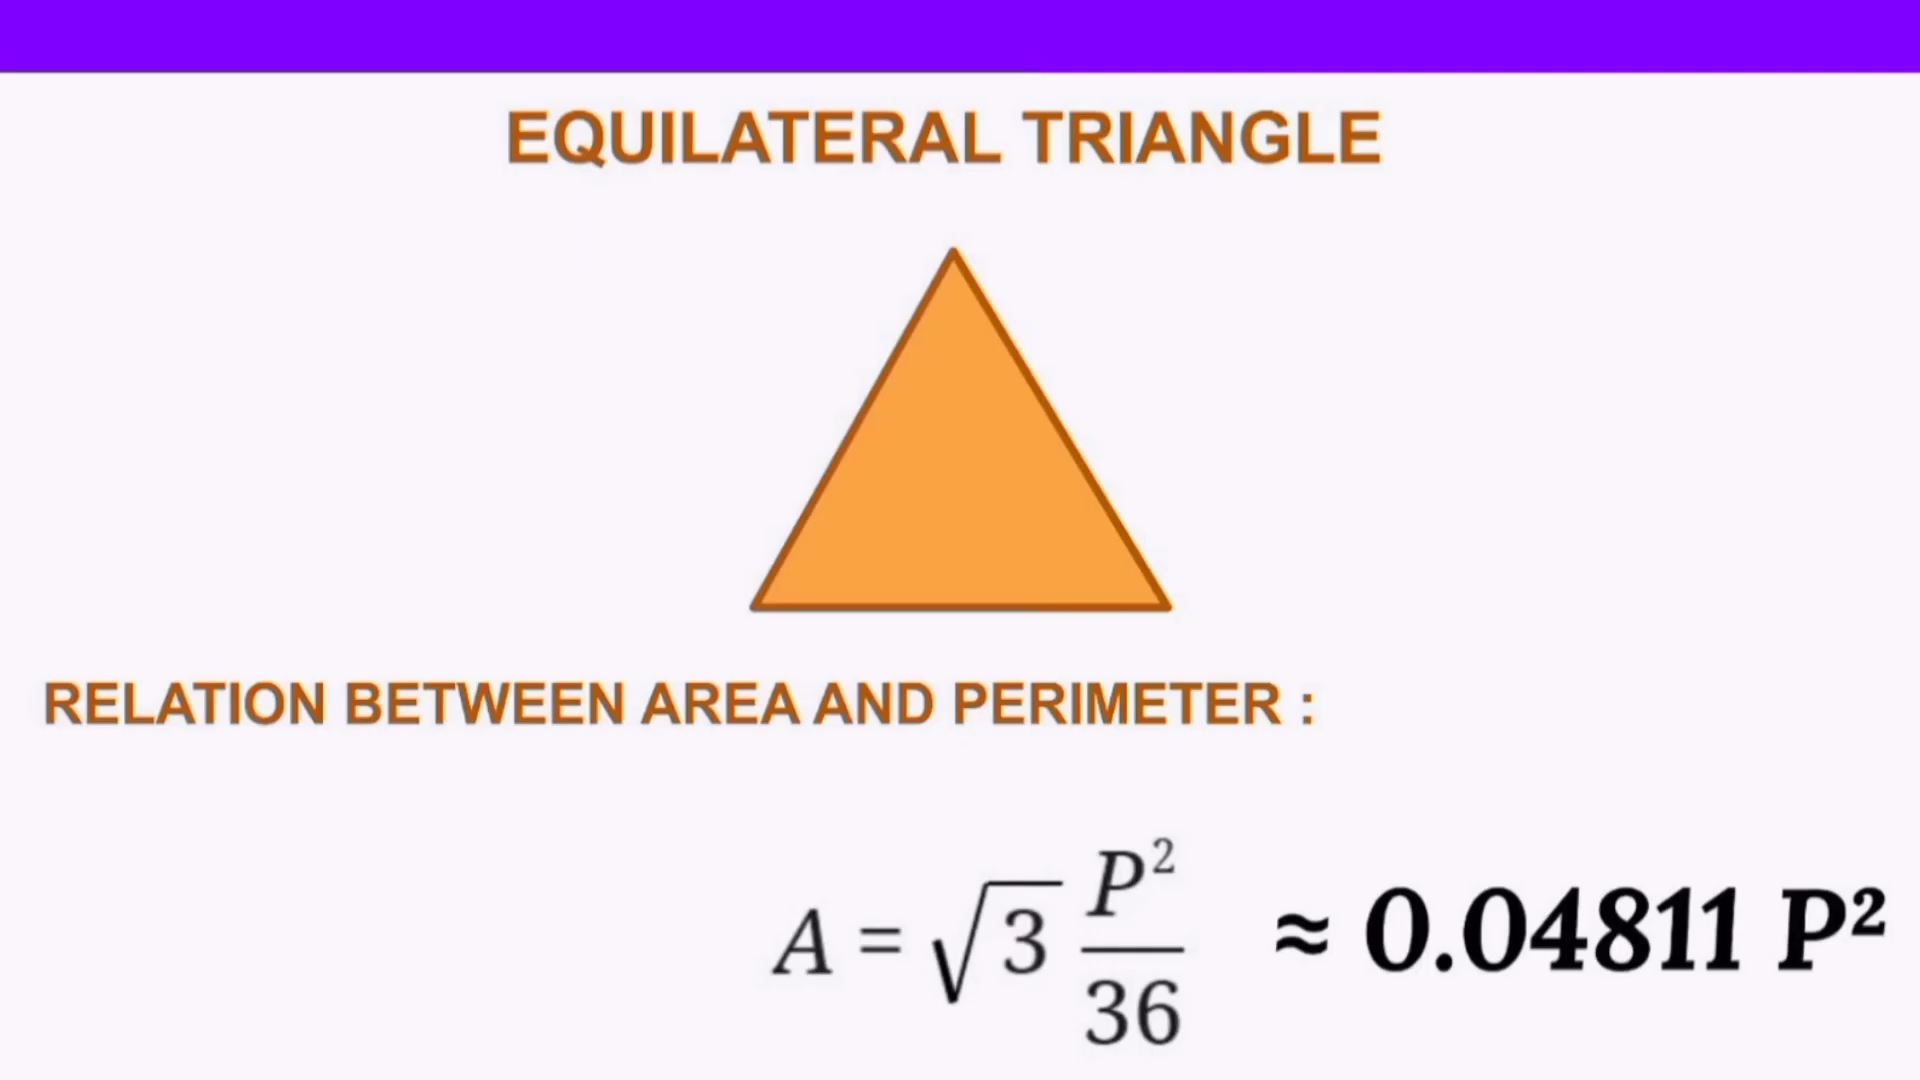 EQUILATERAL TRIANGLE
RELATION BETWEEN AREA AND PERIMETER :
A = √3 P²/36 ≈ 0.04811 P²